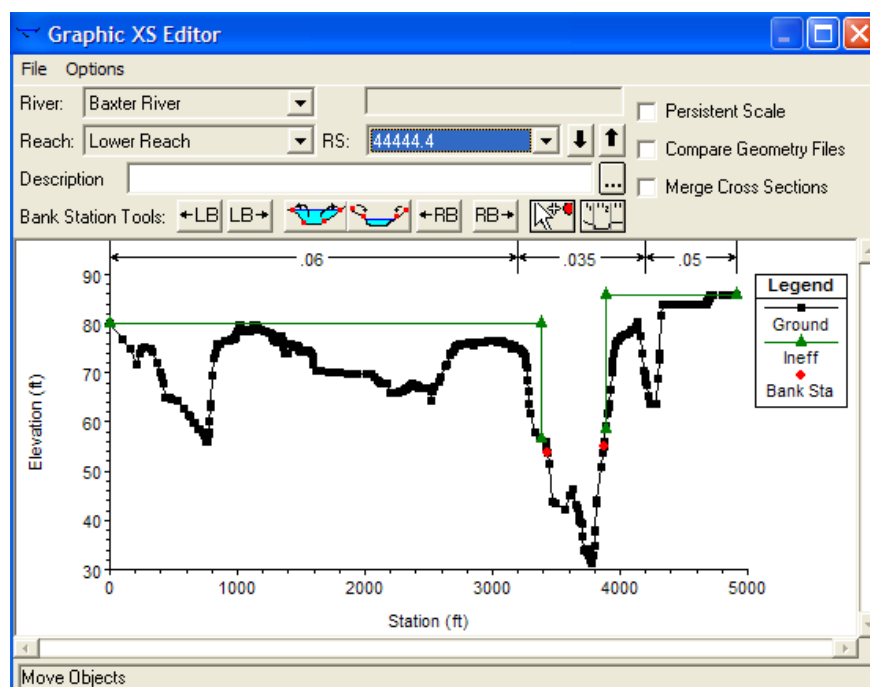 Graphic XS Editor
File Options
River: Baxter River
Persistent Scale
Reach: Lower Reach RS: 44444.4
Compare Geometry Files
Description ...
Merge Cross Sections
Bank Station Tools: LB LB RB RB
.06 .035 .05
90
80
70
60
50
40
30
Elevation (ft)
0 1000 2000 3000 4000 5000
Station (ft)
Legend
Ground
Ineff
Bank Sta
Move Objects